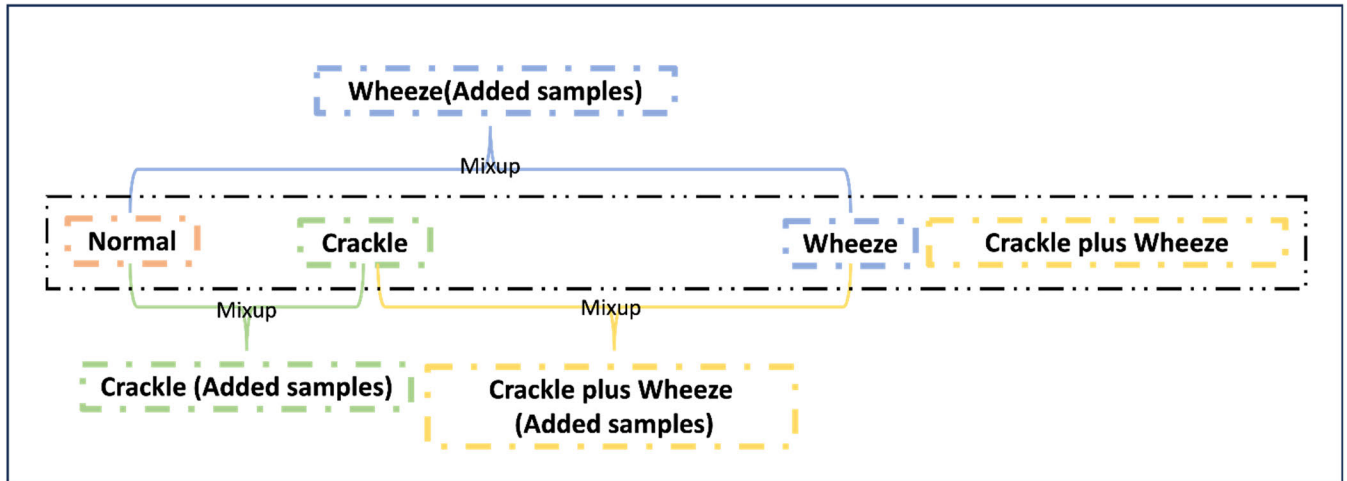 Wheeze(Added samples)
Mixup
Normal
Crackle
Wheeze
Crackle plus Wheeze
Mixup
Mixup
Crackle (Added samples)
Crackle plus Wheeze
(Added samples)